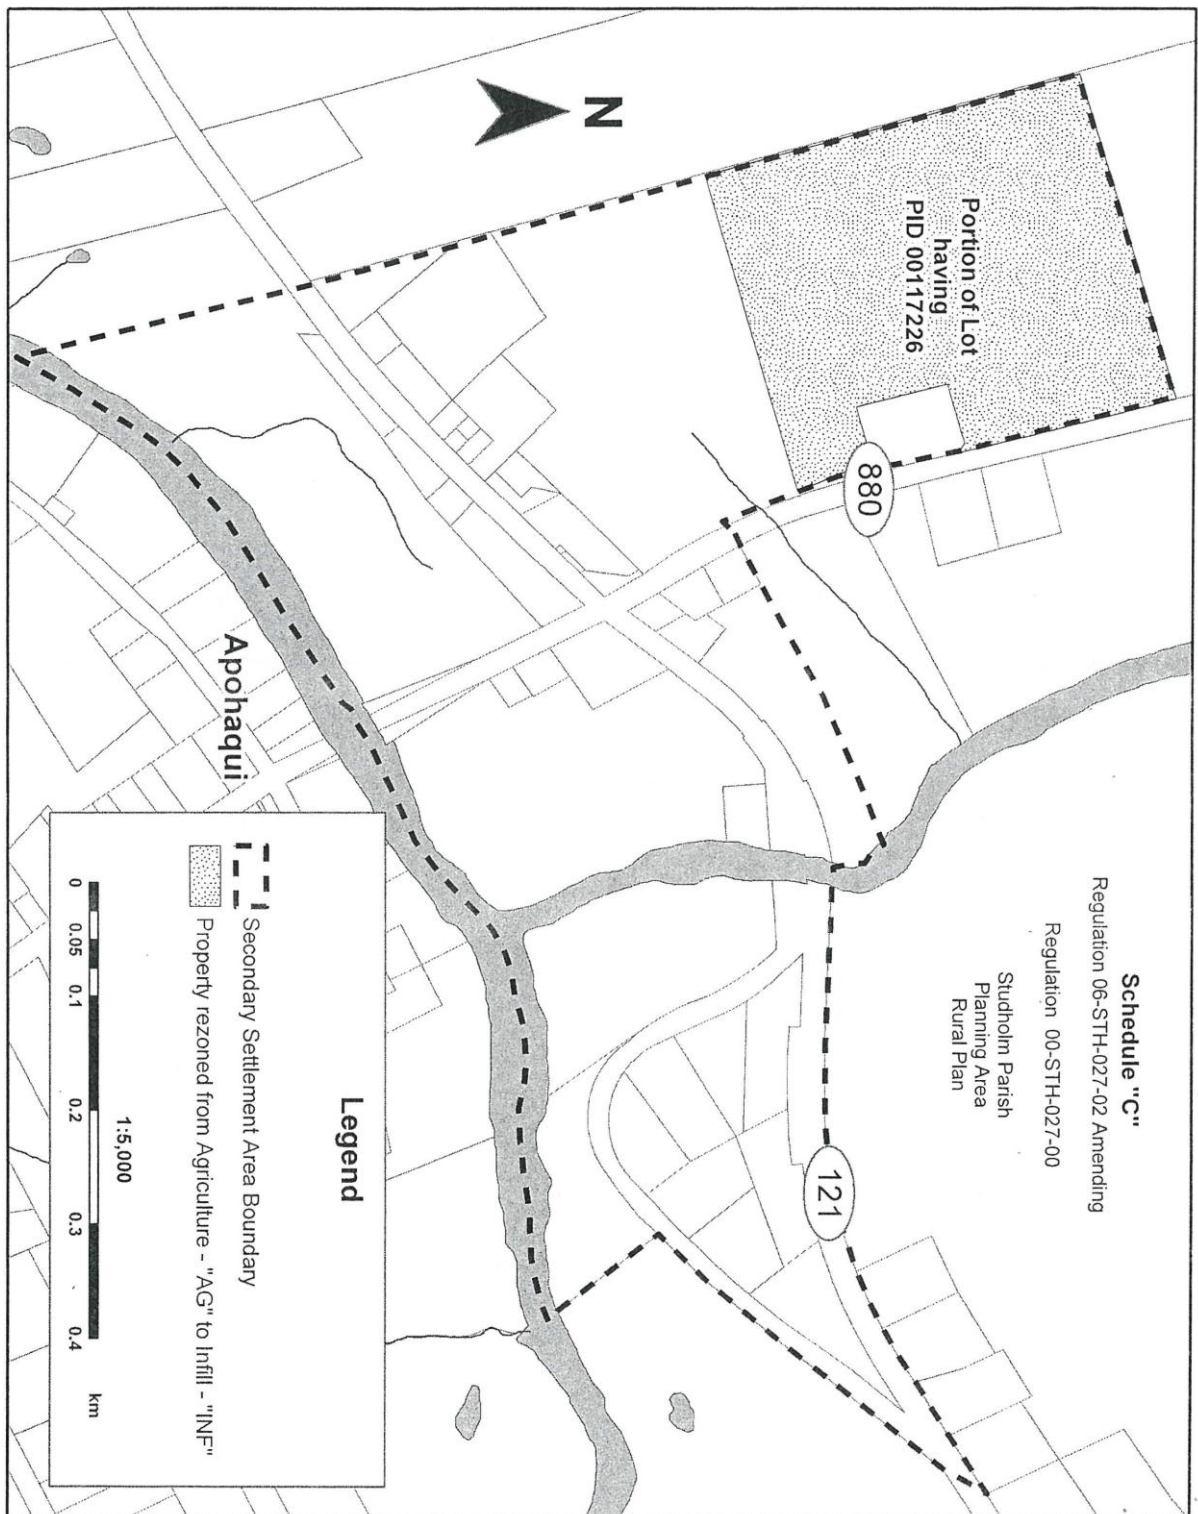 Schedule "C"
Regulation 06-STH-027-02 Amending
Regulation 00-STH-027-00
Studholm Parish
Planning Area
Rural Plan
N
Portion of Lot
having
PID 00117226
880
121
Apohaqui
Legend
Secondary Settlement Area Boundary
Property rezoned from Agriculture - "AG" to Infill - "INF"
1:5,000
0 0.05 0.1 0.2 0.3 0.4
km